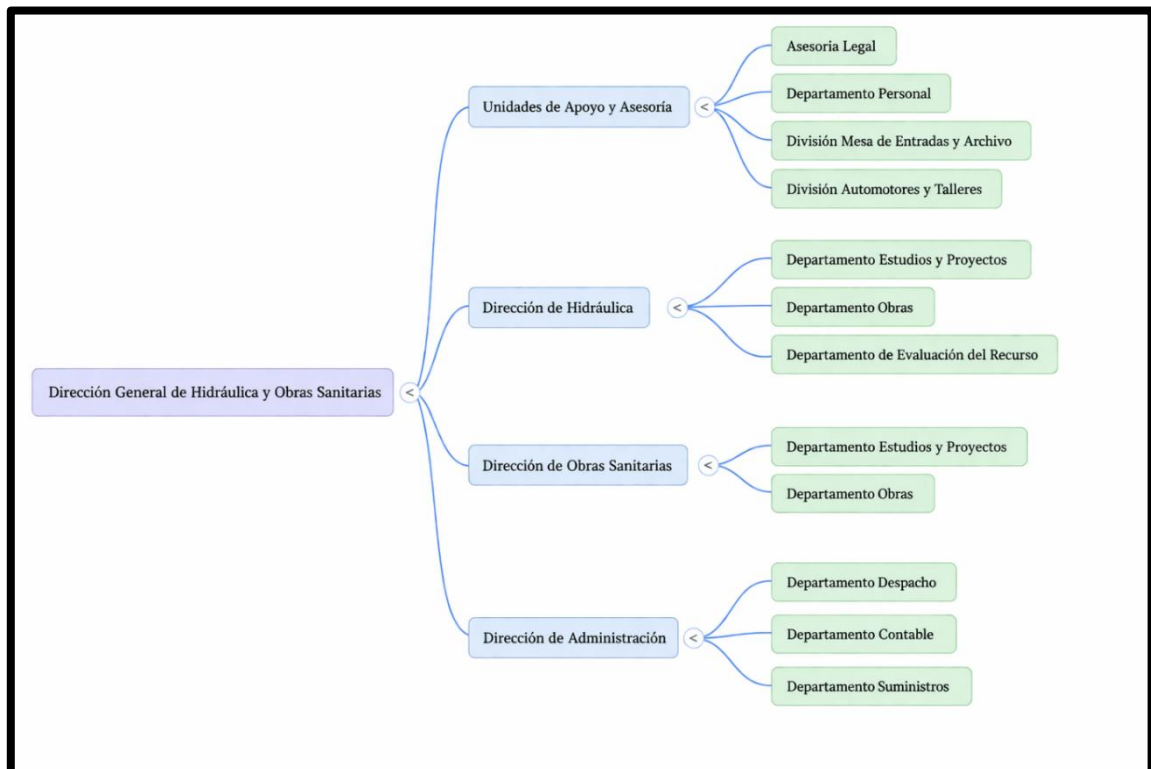 Dirección General de Hidráulica y Obras Sanitarias
Unidades de Apoyo y Asesoría
Asesoria Legal
Departamento Personal
División Mesa de Entradas y Archivo
División Automotores y Talleres
Dirección de Hidráulica
Departamento Estudios y Proyectos
Departamento Obras
Departamento de Evaluación del Recurso
Dirección de Obras Sanitarias
Departamento Estudios y Proyectos
Departamento Obras
Dirección de Administración
Departamento Despacho
Departamento Contable
Departamento Suministros